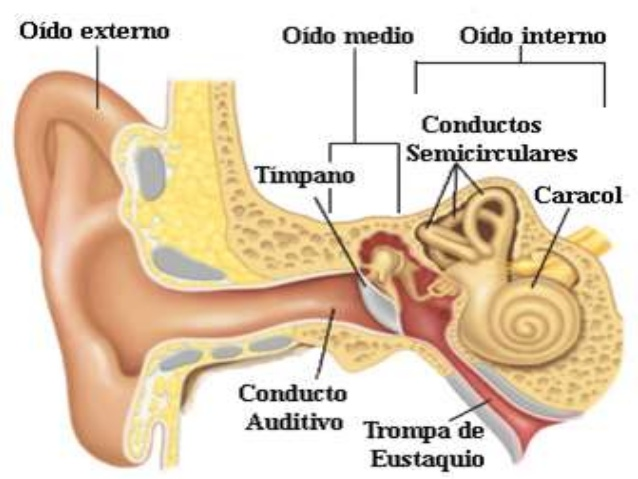 Oído externo
Oído medio
Oído interno
Conductos
Semicirculares
Tímpano
Caracol
Conducto
Auditivo
Trompa de
Eustaquio